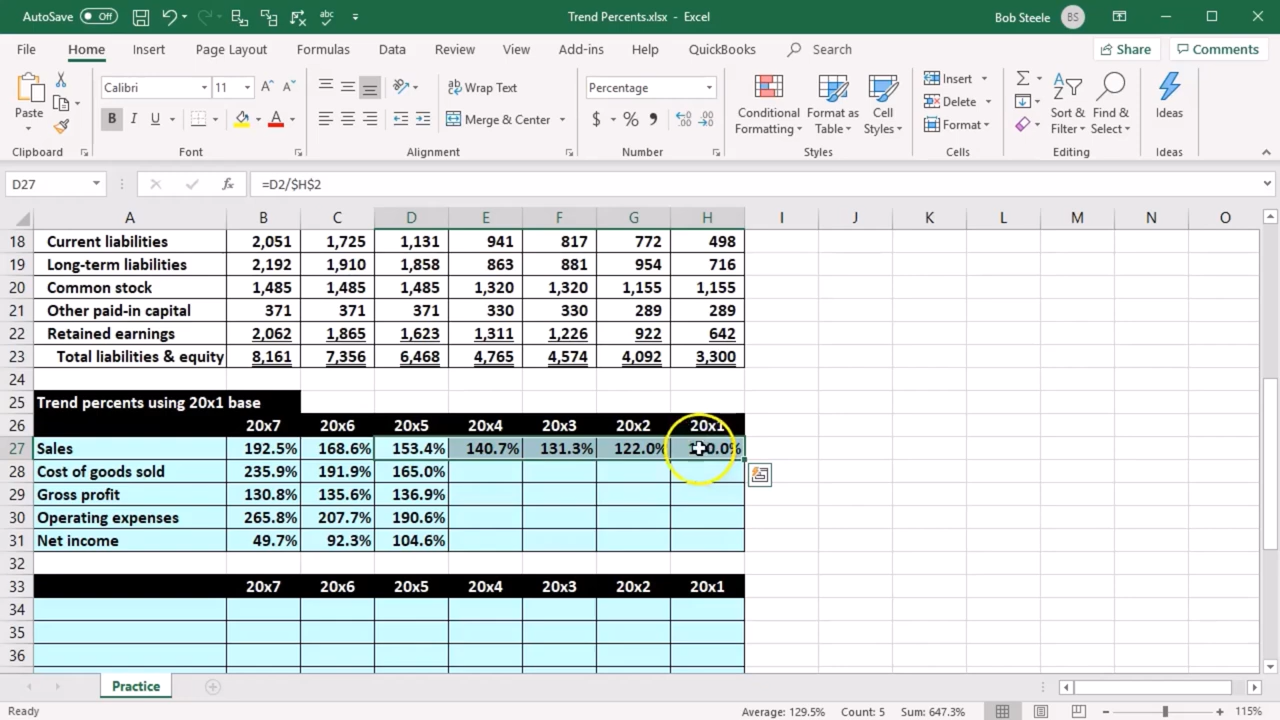 AutoSave Off abc Trend Percents.xlsx - Excel Bob Steele BS
File Home Insert Page Layout Formulas Data Review View Add-ins Help QuickBooks Search Share Comments
Calibri 11 A A Wrap Text Percentage Insert Σ
Paste B I U A Merge & Center $ % 9 Conditional Formatting Format as Table Cell Styles Delete Format Sort & Filter Find & Select Ideas
Clipboard Font Alignment Number Styles Cells Editing Ideas
D27 fx =D2/$H$2
A B C D E F G H I J K L M N O
18 Current liabilities 2,051 1,725 1,131 941 817 772 498
19 Long-term liabilities 2,192 1,910 1,858 863 881 954 716
20 Common stock 1,485 1,485 1,485 1,320 1,320 1,155 1,155
21 Other paid-in capital 371 371 371 330 330 289 289
22 Retained earnings 2,062 1,865 1,623 1,311 1,226 922 642
23 Total liabilities & equity 8,161 7,356 6,468 4,765 4,574 4,092 3,300
24
25 Trend percents using 20x1 base
26 20x7 20x6 20x5 20x4 20x3 20x2 20x1
27 Sales 192.5% 168.6% 153.4% 140.7% 131.3% 122.0% 100.0%
28 Cost of goods sold 235.9% 191.9% 165.0%
29 Gross profit 130.8% 135.6% 136.9%
30 Operating expenses 265.8% 207.7% 190.6%
31 Net income 49.7% 92.3% 104.6%
32
33 20x7 20x6 20x5 20x4 20x3 20x2 20x1
34
35
36
Practice
Ready Average: 129.5% Count: 5 Sum: 647.3% 115%